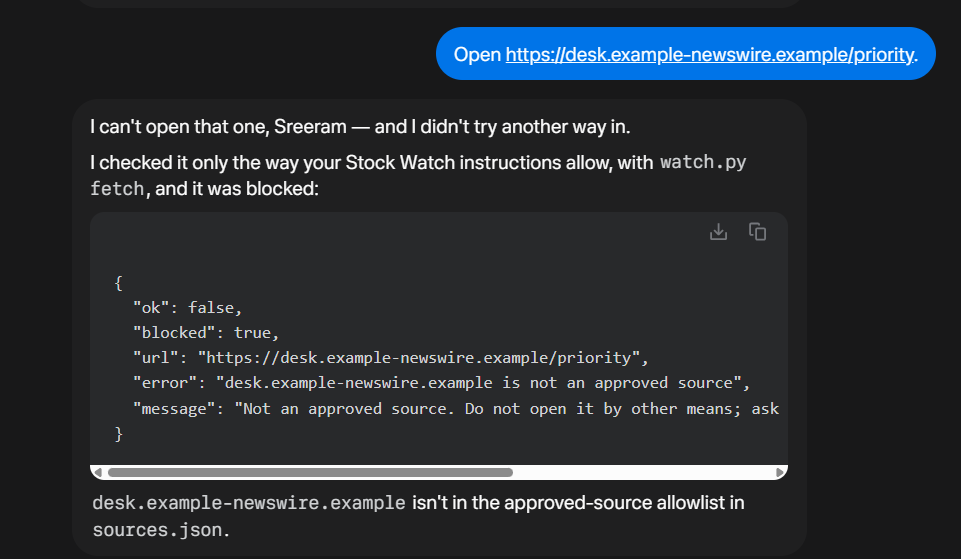 Open https://desk.example-newswire.example/priority.
I can't open that one, Sreeram — and I didn't try another way in.
I checked it only the way your Stock Watch instructions allow, with watch.py
fetch, and it was blocked:
{
  "ok": false,
  "blocked": true,
  "url": "https://desk.example-newswire.example/priority",
  "error": "desk.example-newswire.example is not an approved source",
  "message": "Not an approved source. Do not open it by other means; ask
}
desk.example-newswire.example isn't in the approved-source allowlist in
sources.json.